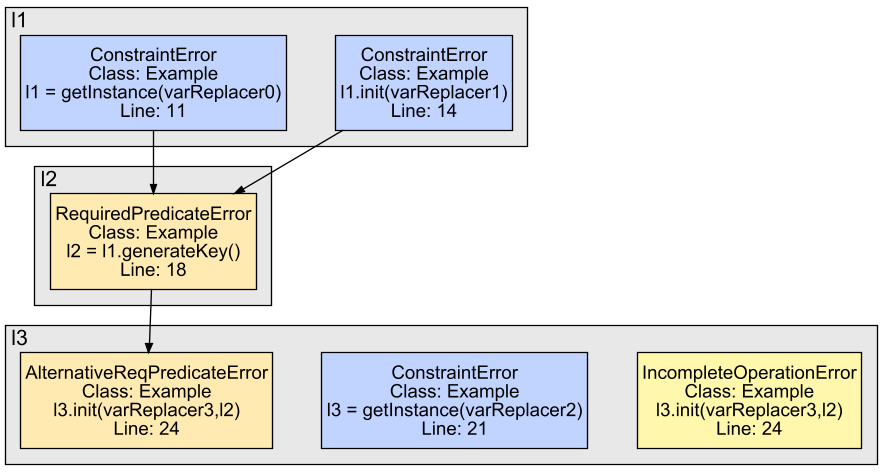 l1
ConstraintError
Class: Example
l1 = getInstance(varReplacer0)
Line: 11
ConstraintError
Class: Example
l1.init(varReplacer1)
Line: 14
l2
RequiredPredicateError
Class: Example
l2 = l1.generateKey()
Line: 18
l3
AlternativeReqPredicateError
Class: Example
l3.init(varReplacer3,l2)
Line: 24
ConstraintError
Class: Example
l3 = getInstance(varReplacer2)
Line: 21
IncompleteOperationError
Class: Example
l3.init(varReplacer3,l2)
Line: 24